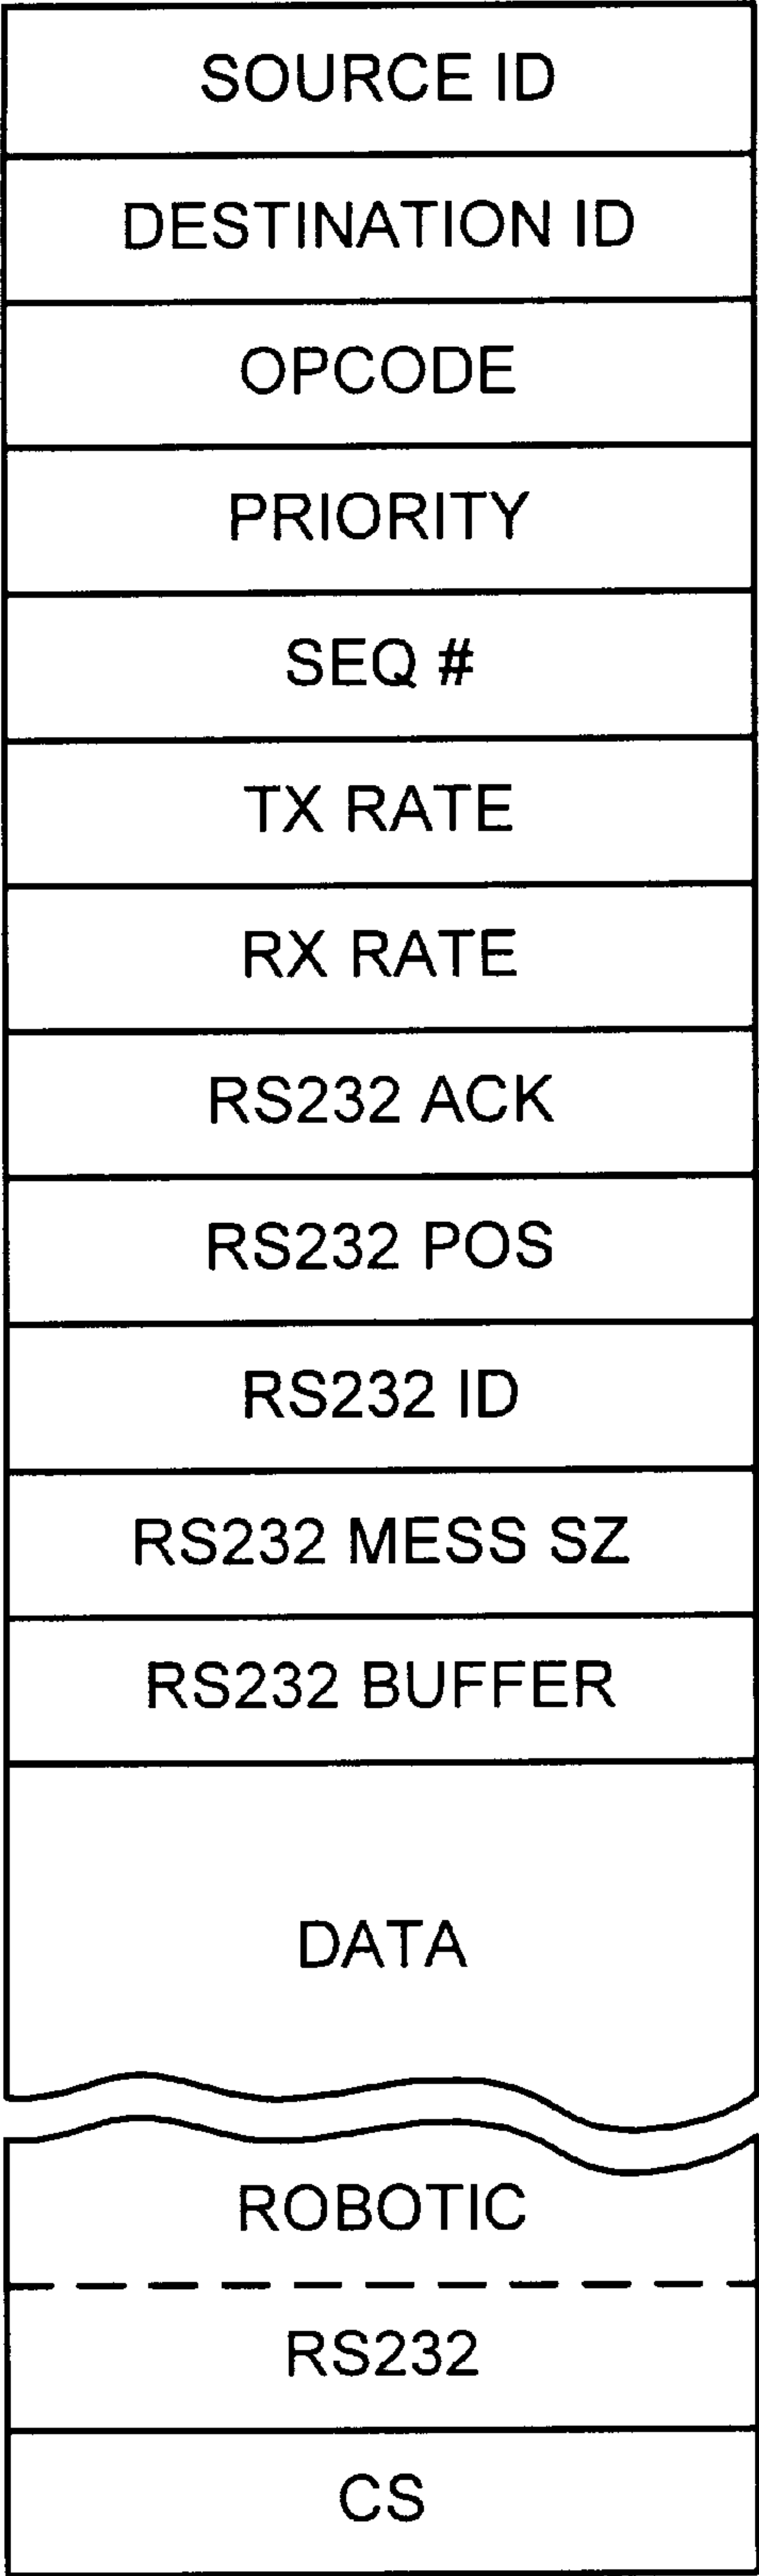 SOURCE ID
DESTINATION ID
OPCODE
PRIORITY
SEQ #
TX RATE
RX RATE
RS232 ACK
RS232 POS
RS232 ID
RS232 MESS SZ
RS232 BUFFER
DATA
ROBOTIC
RS232
CS